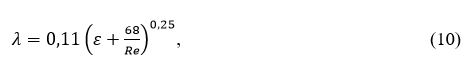 λ = 0,11 (ε + 68/Re)^0,25, (10)